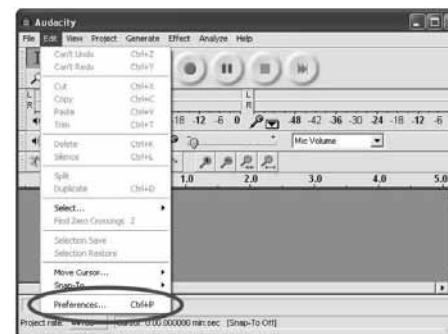 Audacity
File Edit View Project Generate Effect Analyze Help
Can't Undo Ctrl+Z
Can't Redo Ctrl+Y
Cut Ctrl+X
Copy Ctrl+C
Paste Ctrl+V
Trim Ctrl+T
Delete Ctrl+K
Silence Ctrl+L
Split
Duplicate Ctrl+D
Select...
Find Zero Crossings Z
Selection Save
Selection Restore
Move Cursor...
Snap-To
Preferences... Ctrl+P
L
R
L
R
-18 -12 -6 0
-48 -42 -36 -30 -24 -18 -12 -6
Mic Volume
1.0 2.0 3.0 4.0 5.0
Project rate: Cursor: 0:00.000000 min:sec [Snap-To Off]